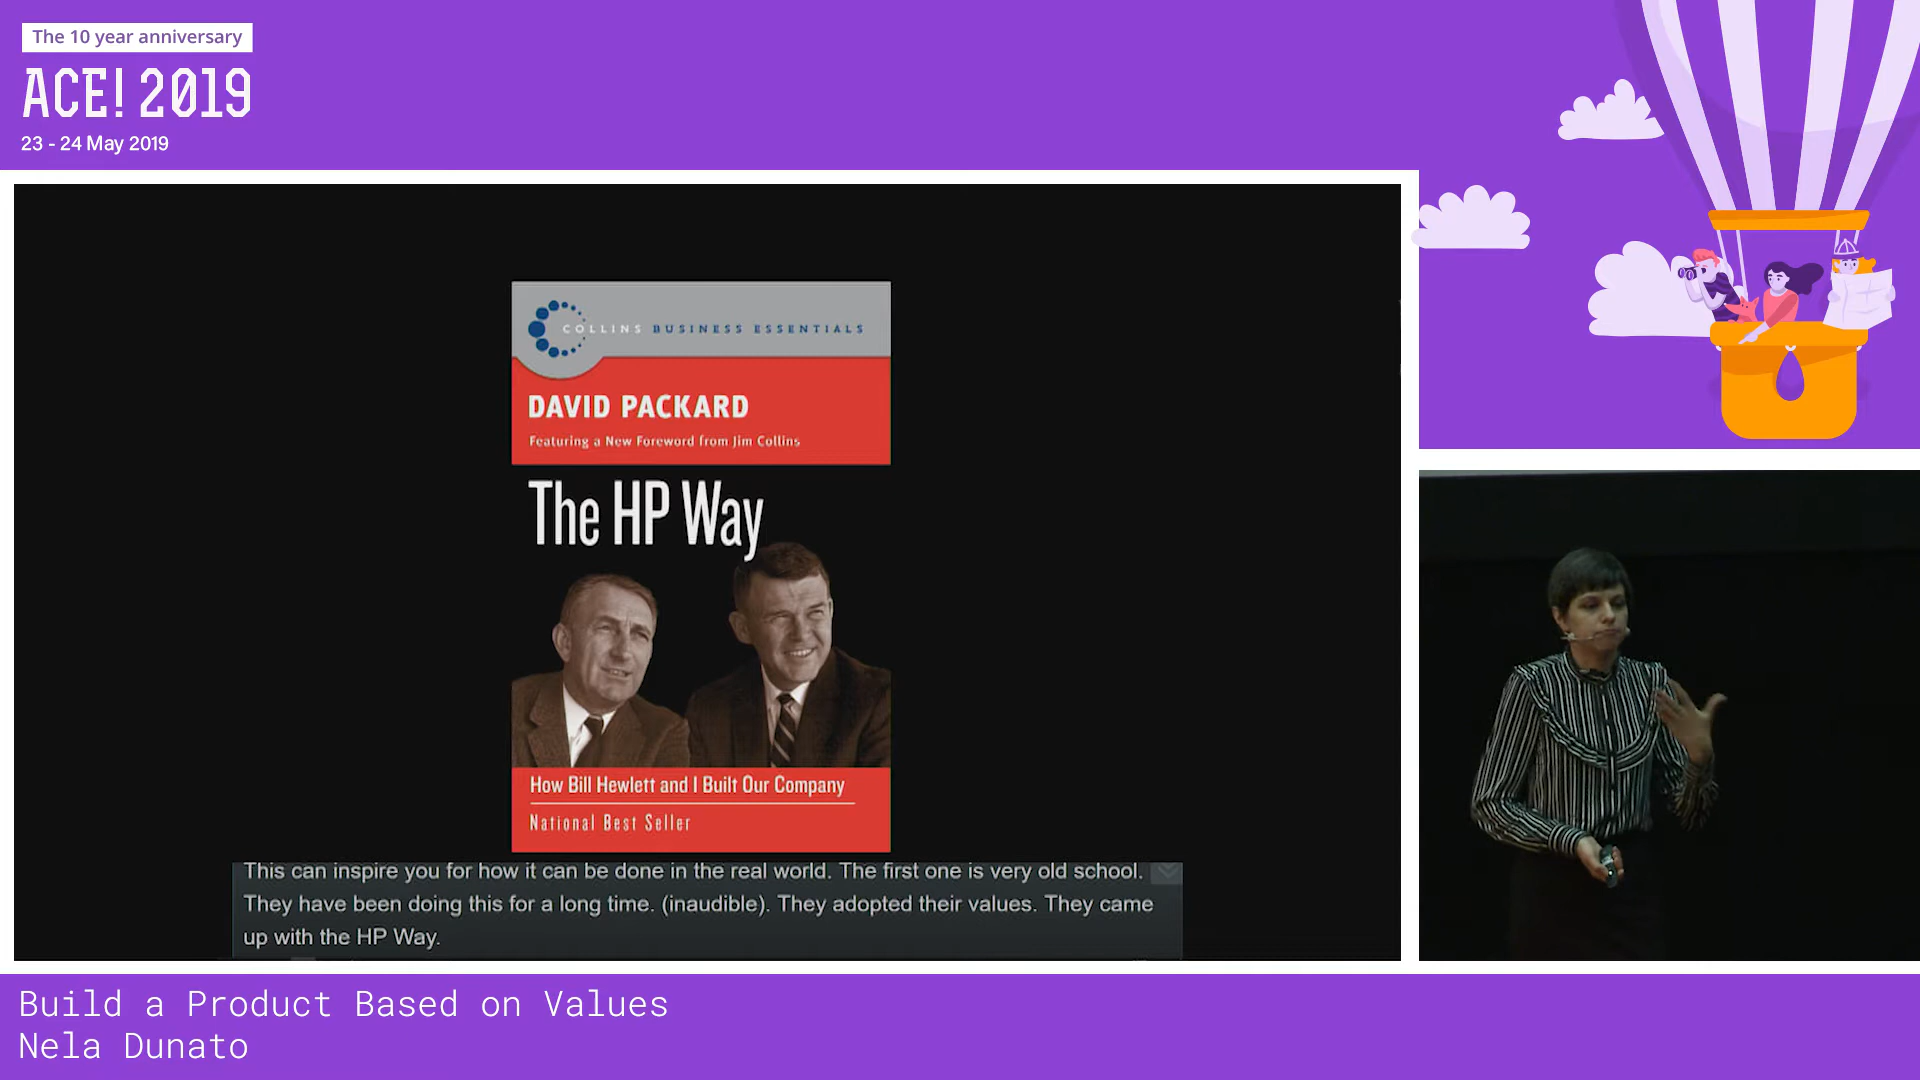 The 10 year anniversary
ACE! 2019
23 - 24 May 2019
COLLINS BUSINESS ESSENTIALS
DAVID PACKARD
Featuring a New Foreword from Jim Collins
The HP Way
How Bill Hewlett and I Built Our Company
National Best Seller
This can inspire you for how it can be done in the real world. The first one is very old school.
They have been doing this for a long time. (inaudible). They adopted their values. They came
up with the HP Way.
Build a Product Based on Values
Nela Dunato